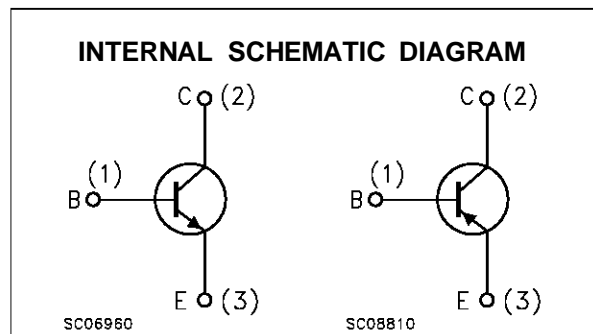 INTERNAL SCHEMATIC DIAGRAM
C (2) C (2)
(1) (1)
B B
E (3) E (3)
SC06960 SC08810